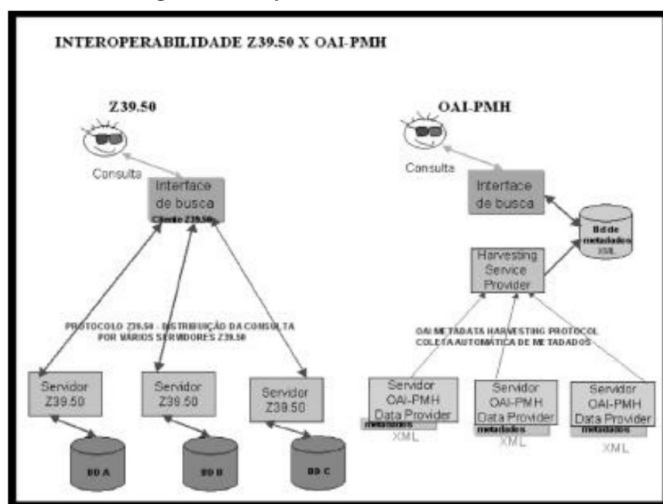 INTEROPERABILIDADE Z39.50 X OAI-PMH
Z39.50
Consulta
Interface
de busca
Cliente Z39.50
PROTOCOLO Z39.50 - DISTRIBUIÇÃO DA CONSULTA
POR VÁRIOS SERVIDORES Z39.50
Servidor
Z39.50
Servidor
Z39.50
Servidor
Z39.50
BD A
BD B
BD C
OAI-PMH
Consulta
Interface
de busca
Bd de
metadados
XML
Harvesting
Service
Provider
OAI METADATA HARVESTING PROTOCOL
COLETA AUTOMÁTICA DE METADADOS
Servidor
OAI-PMH
Data Provider
metadados
XML
Servidor
OAI-PMH
Data Provider
metadados
XML
Servidor
OAI-PMH
Data Provider
metadados
XML